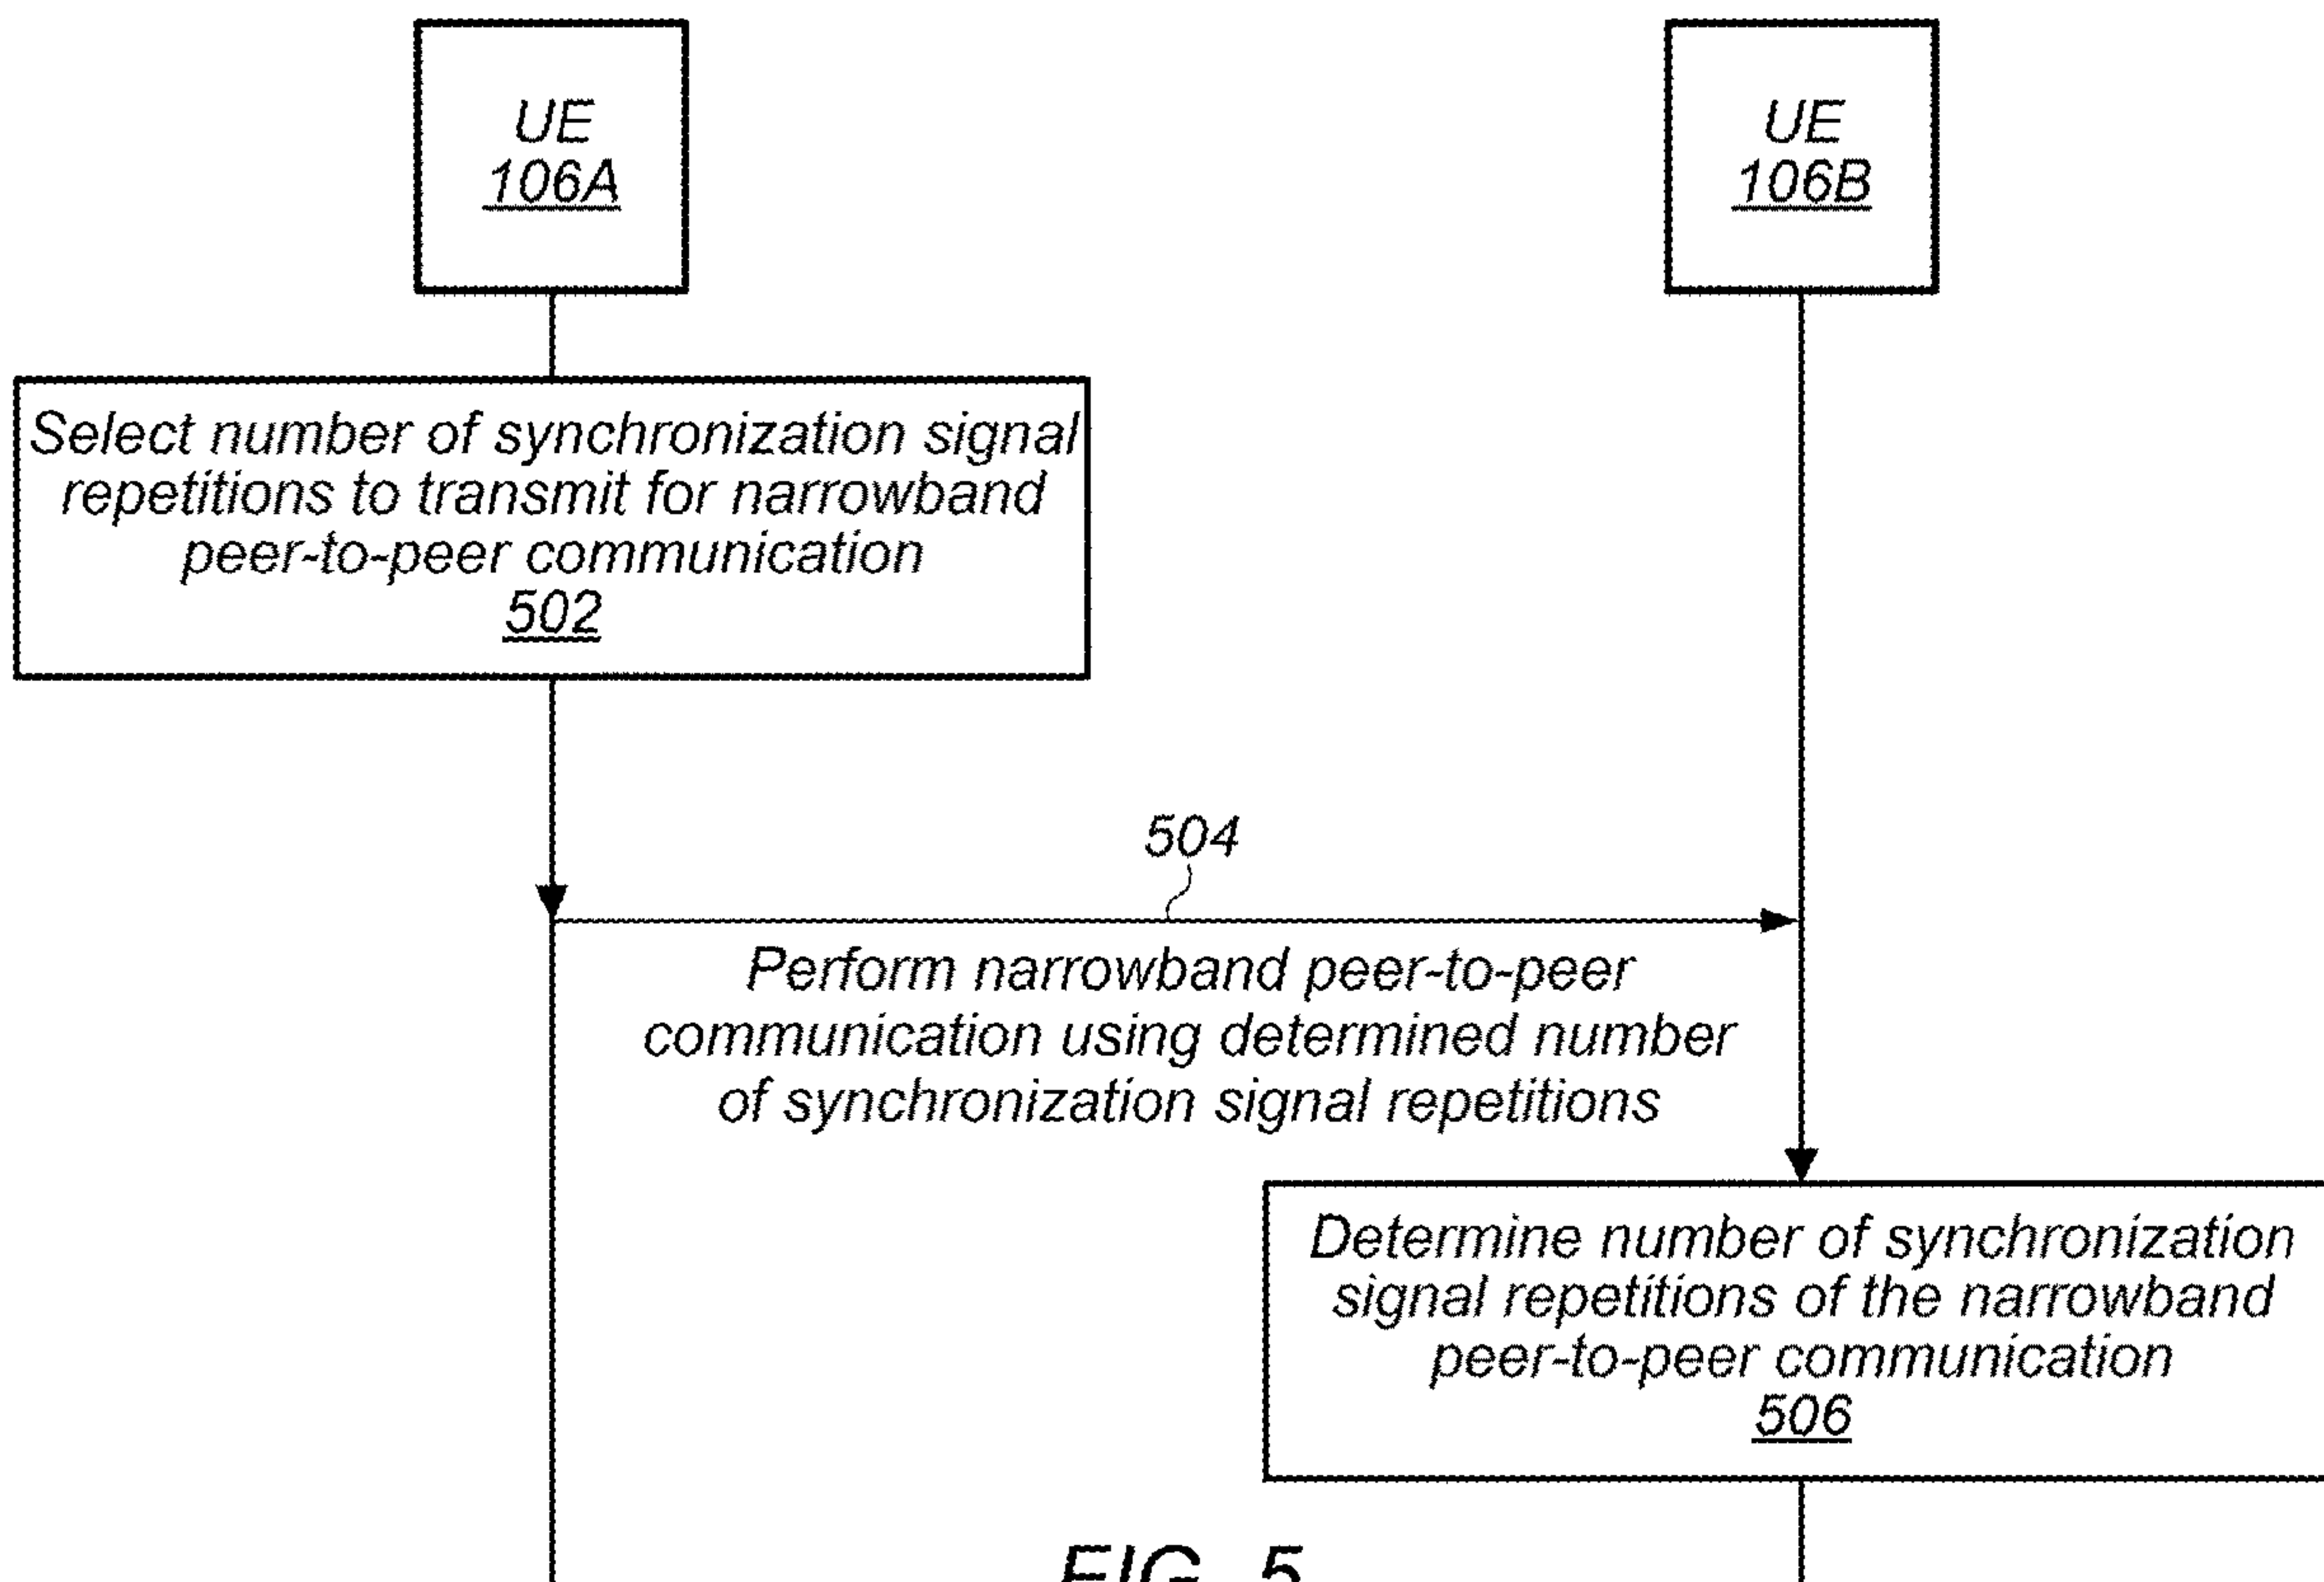 UE
106A
UE
106B
Select number of synchronization signal
repetitions to transmit for narrowband
peer-to-peer communication
502
504
Perform narrowband peer-to-peer
communication using determined number
of synchronization signal repetitions
Determine number of synchronization
signal repetitions of the narrowband
peer-to-peer communication
506
FIG. 5